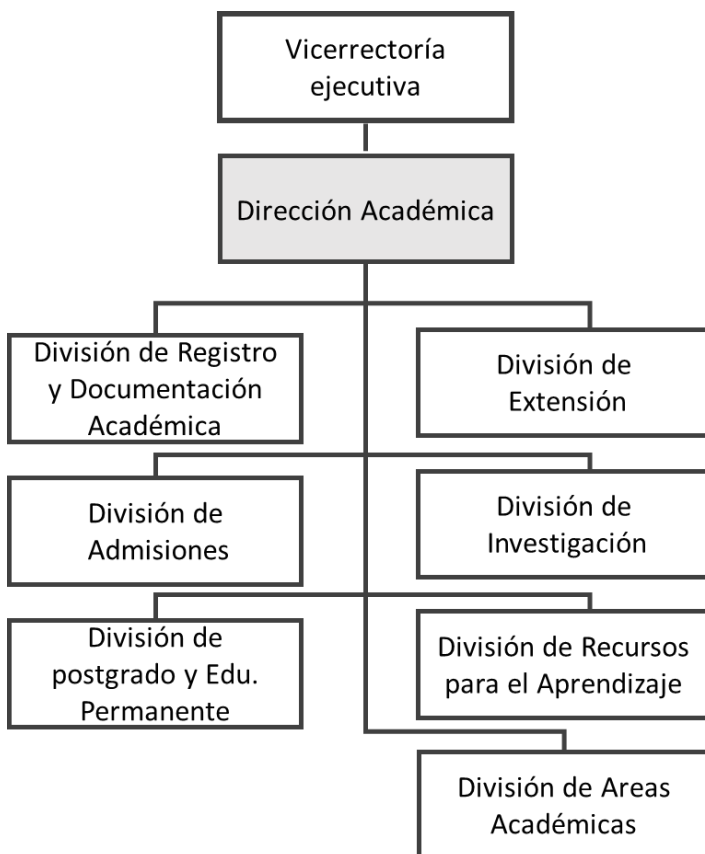 Vicerrectoría
ejecutiva
Dirección Académica
División de Registro
y Documentación
Académica
División de
Extensión
División de
Admisiones
División de
Investigación
División de
postgrado y Edu.
Permanente
División de Recursos
para el Aprendizaje
División de Areas
Académicas